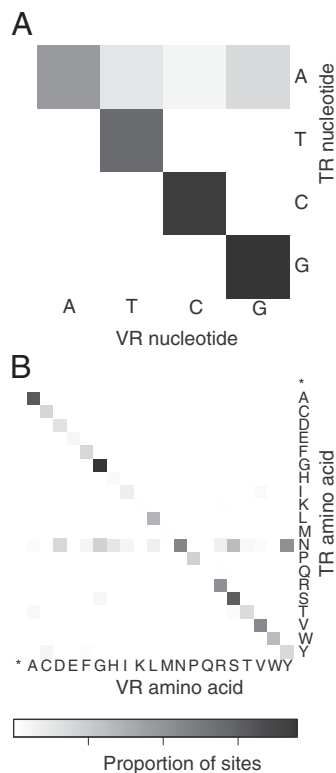 A
A
T
C
G
TR nucleotide
A T C G
VR nucleotide
B
*
A
C
D
E
F
G
H
I
K
L
M
N
P
Q
R
S
T
V
W
Y
TR amino acid
* A C D E F G H I K L M N P Q R S T V W Y
VR amino acid
Proportion of sites